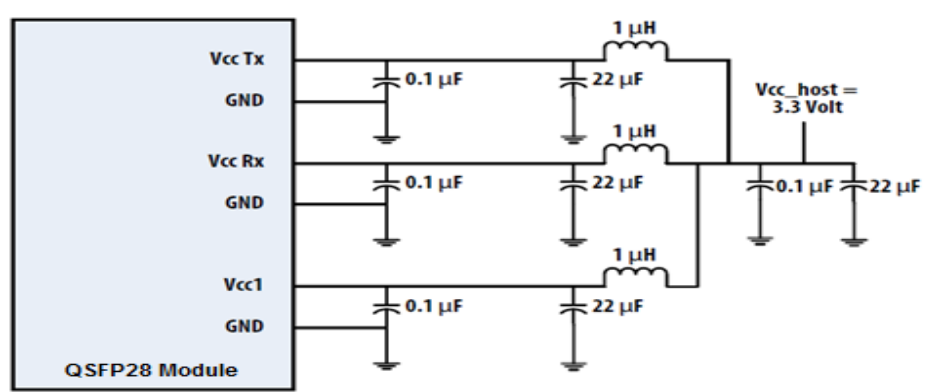 1 µH
Vcc Tx
0.1 µF
22 µF
GND
Vcc_host =
3.3 Volt
1 µH
Vcc Rx
0.1 µF
22 µF
0.1 µF
22 µF
GND
1 µH
Vcc1
0.1 µF
22 µF
GND
QSFP28 Module